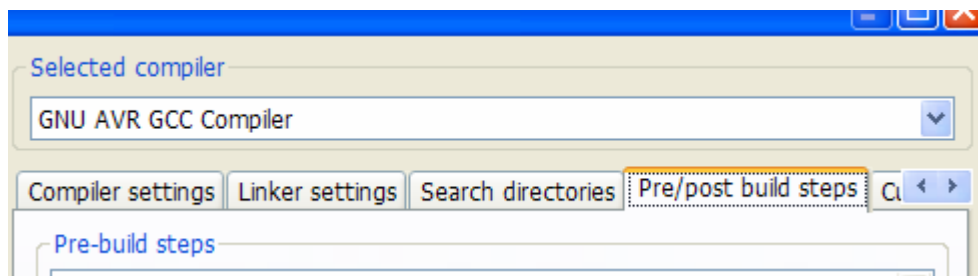 Selected compiler
GNU AVR GCC Compiler
Compiler settings Linker settings Search directories Pre/post build steps
Pre-build steps